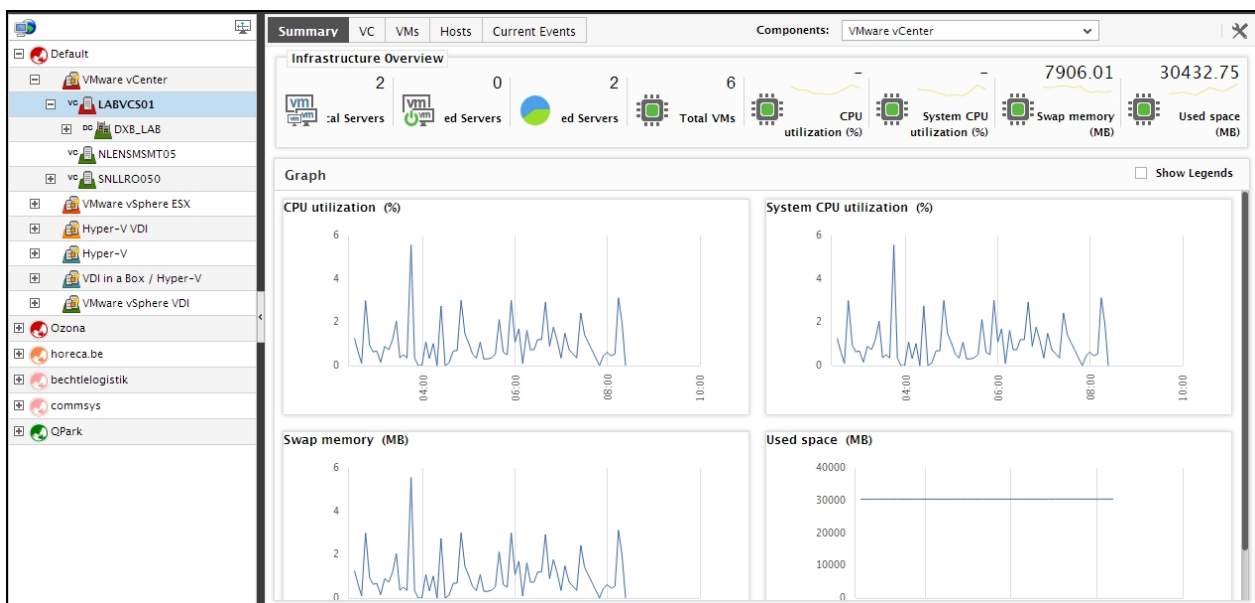 Summary VC VMs Hosts Current Events Components: VMware vCenter
Default
VMware vCenter
VC LABVCS01
DC DXB_LAB
VC NLENSMSMT05
VC SNLLRO050
VMware vSphere ESX
Hyper-V VDI
Hyper-V
VDI in a Box / Hyper-V
VMware vSphere VDI
Ozona
horeca.be
bechtlelogistik
commsys
QPark
Infrastructure Overview
2 0 2 6 – – 7906.01 30432.75
vm vm
vm vm
:al Servers ed Servers ed Servers Total VMs CPU System CPU Swap memory Used space
utilization (%) utilization (%) (MB) (MB)
Graph Show Legends
CPU utilization (%)
6
4
2
0
04:00 06:00 08:00 10:00
System CPU utilization (%)
6
4
2
0
04:00 06:00 08:00 10:00
Swap memory (MB)
6
4
2
0
Used space (MB)
40000
30000
20000
10000
0